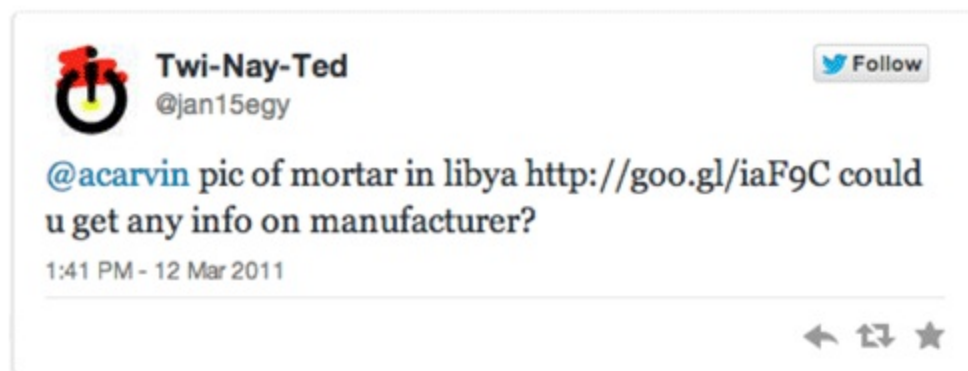 Twi-Nay-Ted
Follow
@jan15egy
@acarvin pic of mortar in libya http://goo.gl/iaF9C could
u get any info on manufacturer?
1:41 PM - 12 Mar 2011